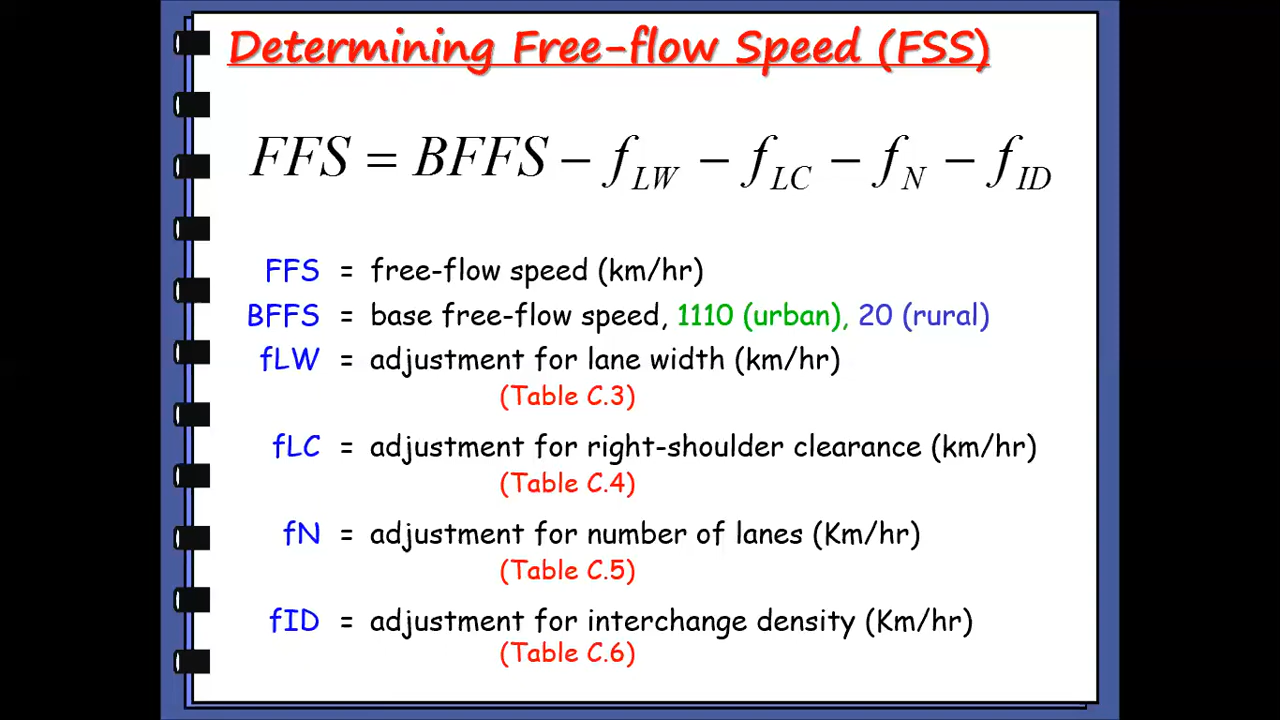 Determining Free-flow Speed (FSS)
FFS = BFFS − f_LW − f_LC − f_N − f_ID
FFS = free-flow speed (km/hr)
BFFS = base free-flow speed, 1110 (urban), 20 (rural)
fLW = adjustment for lane width (km/hr)
(Table C.3)
fLC = adjustment for right-shoulder clearance (km/hr)
(Table C.4)
fN = adjustment for number of lanes (Km/hr)
(Table C.5)
fID = adjustment for interchange density (Km/hr)
(Table C.6)